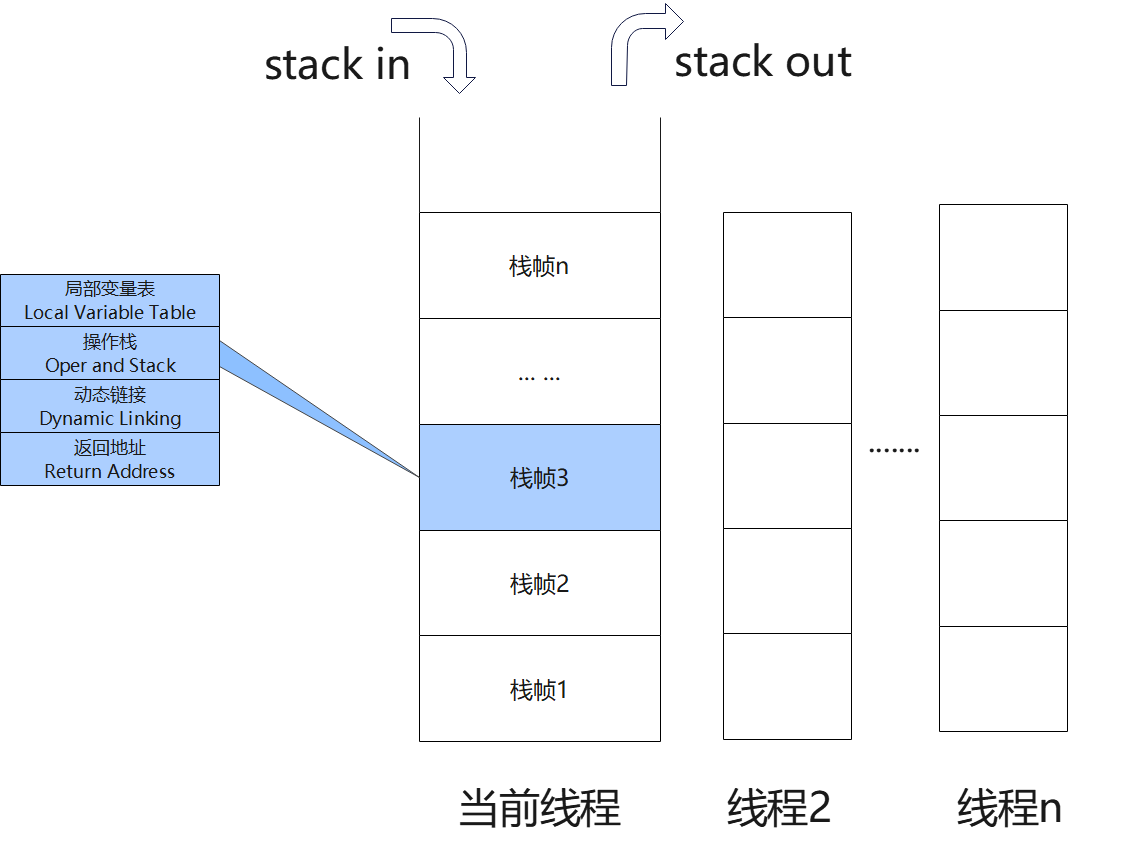 stack in
stack out
局部变量表
Local Variable Table
操作栈
Oper and Stack
动态链接
Dynamic Linking
返回地址
Return Address
栈帧n
... ...
栈帧3
栈帧2
栈帧1
.......
当前线程
线程2
线程n